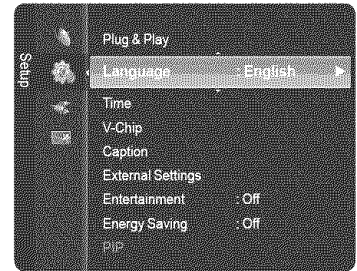 Setup
Plug & Play
Language : English
Time
V-Chip
Caption
External Settings
Entertainment : Off
Energy Saving : Off
PIP